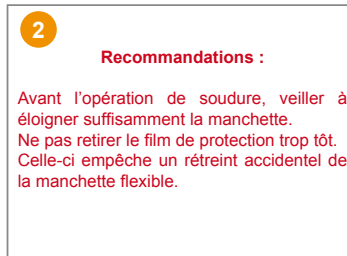 2
Recommandations :
Avant l'opération de soudure, veiller à
éloigner suffisamment la manchette.
Ne pas retirer le film de protection trop tôt.
Celle-ci empêche un rétreint accidentel de
la manchette flexible.